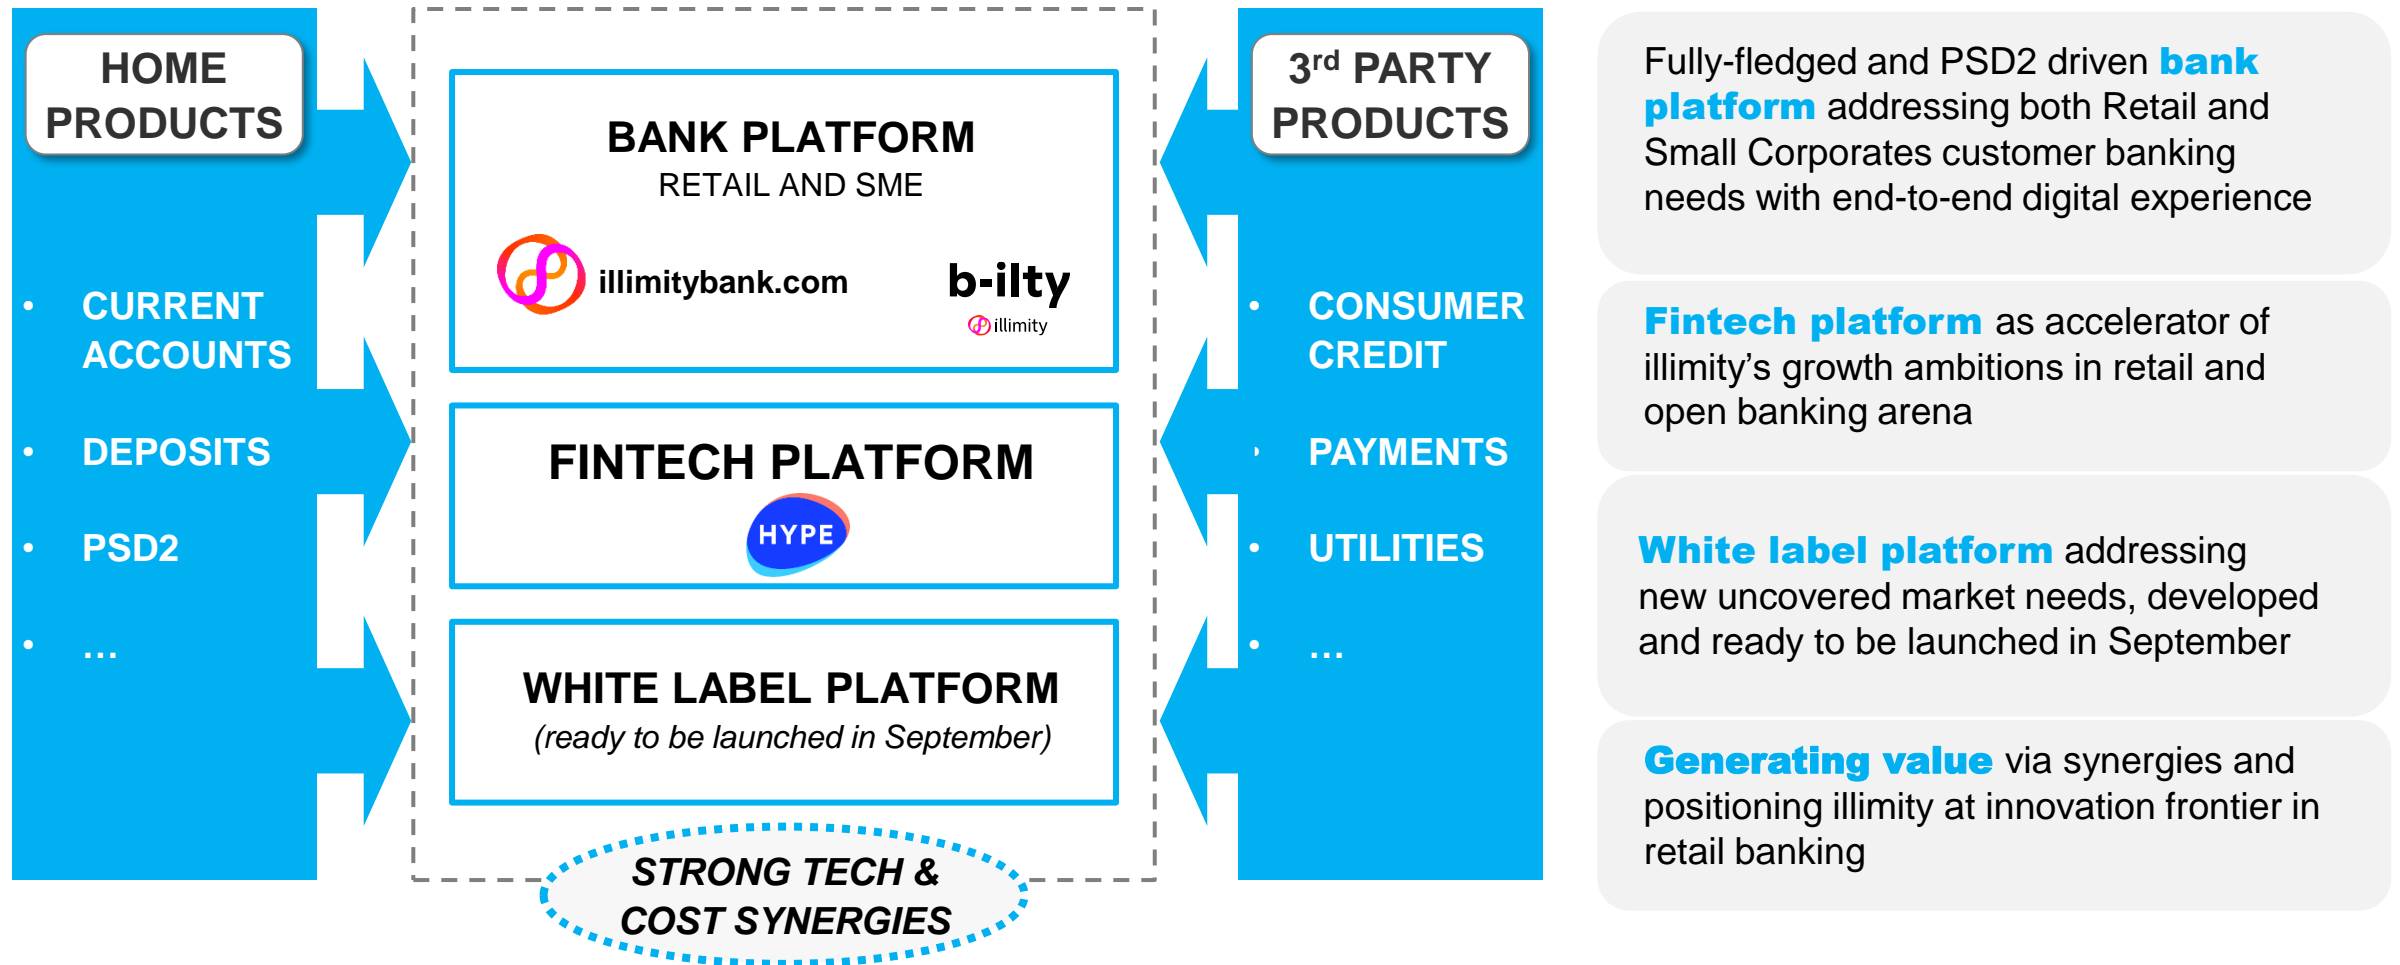 HOME
PRODUCTS
• CURRENT
ACCOUNTS
• DEPOSITS
• PSD2
• …
BANK PLATFORM
RETAIL AND SME
illimitybank.com
b-ilty
illimity
FINTECH PLATFORM
HYPE
WHITE LABEL PLATFORM
(ready to be launched in September)
STRONG TECH &
COST SYNERGIES
3rd PARTY
PRODUCTS
• CONSUMER
CREDIT
• PAYMENTS
• UTILITIES
• …
Fully-fledged and PSD2 driven bank
platform addressing both Retail and
Small Corporates customer banking
needs with end-to-end digital experience
Fintech platform as accelerator of
illimity’s growth ambitions in retail and
open banking arena
White label platform addressing
new uncovered market needs, developed
and ready to be launched in September
Generating value via synergies and
positioning illimity at innovation frontier in
retail banking